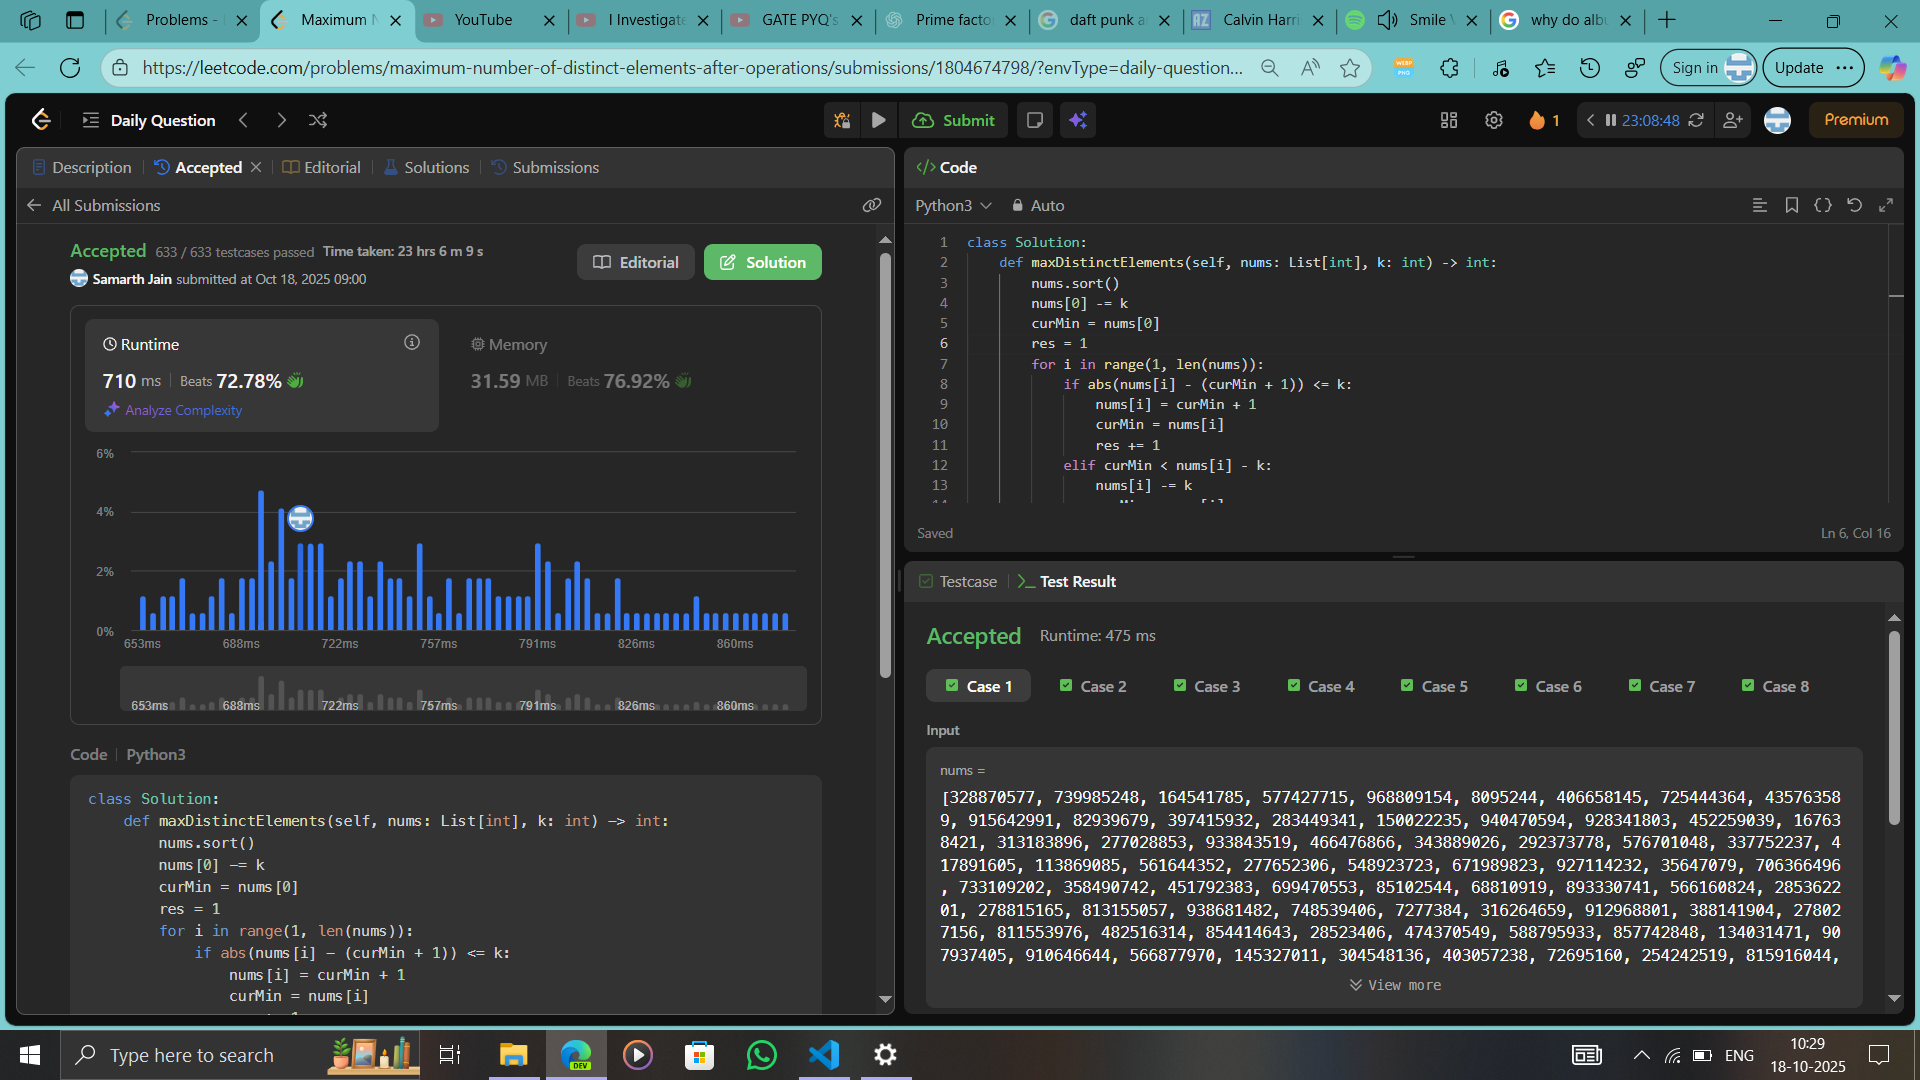 Problems -
Maximum N
YouTube
I Investigate
GATE PYQ's
Prime facto
daft punk a
Calvin Harri
Smile
why do alb
https://leetcode.com/problems/maximum-number-of-distinct-elements-after-operations/submissions/1804674798/?envType=daily-question...
Sign in
Update
Daily Question
Submit
1
23:08:48
Premium
Description
Accepted
Editorial
Solutions
Submissions
All Submissions
Accepted 633 / 633 testcases passed Time taken: 23 hrs 6 m 9 s
Samarth Jain submitted at Oct 18, 2025 09:00
Editorial
Solution
Runtime
710 ms Beats 72.78%
Analyze Complexity
Memory
31.59 MB Beats 76.92%
6%
4%
2%
0%
653ms 688ms 722ms 757ms 791ms 826ms 860ms
653ms 688ms 722ms 757ms 791ms 826ms 860ms
Code Python3
class Solution:
def maxDistinctElements(self, nums: List[int], k: int) -> int:
nums.sort()
nums[0] -= k
curMin = nums[0]
res = 1
for i in range(1, len(nums)):
if abs(nums[i] - (curMin + 1)) <= k:
nums[i] = curMin + 1
curMin = nums[i]
</> Code
Python3 Auto
1 class Solution:
2 def maxDistinctElements(self, nums: List[int], k: int) -> int:
3 nums.sort()
4 nums[0] -= k
5 curMin = nums[0]
6 res = 1
7 for i in range(1, len(nums)):
8 if abs(nums[i] - (curMin + 1)) <= k:
9 nums[i] = curMin + 1
10 curMin = nums[i]
11 res += 1
12 elif curMin < nums[i] - k:
13 nums[i] -= k
Saved
Ln 6, Col 16
Testcase
Test Result
Accepted Runtime: 475 ms
Case 1 Case 2 Case 3 Case 4 Case 5 Case 6 Case 7 Case 8
Input
nums =
[328870577, 739985248, 164541785, 577427715, 968809154, 8095244, 406658145, 725444364, 43576358
9, 915642991, 82939679, 397415932, 283449341, 150022235, 940470594, 928341803, 452259039, 16763
8421, 313183896, 277028853, 933843519, 466476866, 343889026, 292373778, 576701048, 337752237, 4
17891605, 113869085, 561644352, 277652306, 548923723, 671989823, 927114232, 35647079, 706366496
, 733109202, 358490742, 451792383, 699470553, 85102544, 68810919, 893330741, 566160824, 2853622
01, 278815165, 813155057, 938681482, 748539406, 7277384, 316264659, 912968801, 388141904, 27802
7156, 811553976, 482516314, 854414643, 28523406, 474370549, 588795933, 857742848, 134031471, 90
7937405, 910646644, 566877970, 145327011, 304548136, 403057238, 72695160, 254242519, 815916044,
View more
Type here to search
DEV
ENG
10:29
18-10-2025